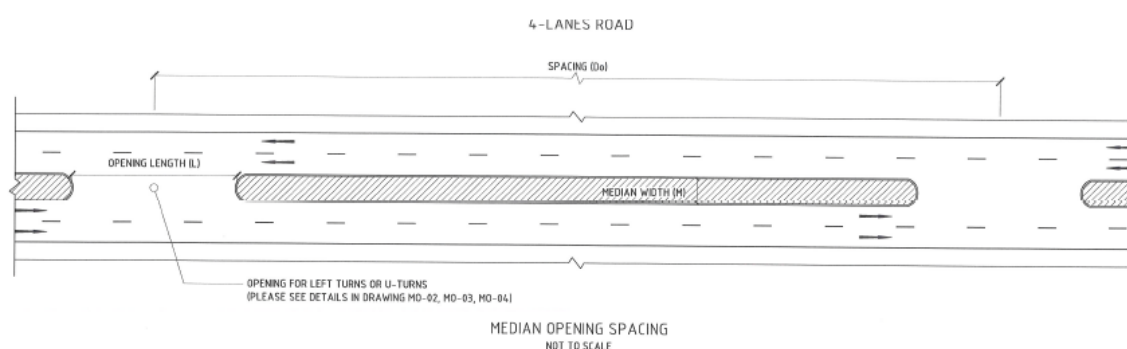 4-LANES ROAD
SPACING (Do)
OPENING LENGTH (L)
MEDIAN WIDTH (M)
OPENING FOR LEFT TURNS OR U-TURNS
(PLEASE SEE DETAILS IN DRAWING MO-02, MO-03, MO-04)
MEDIAN OPENING SPACING
NOT TO SCALE